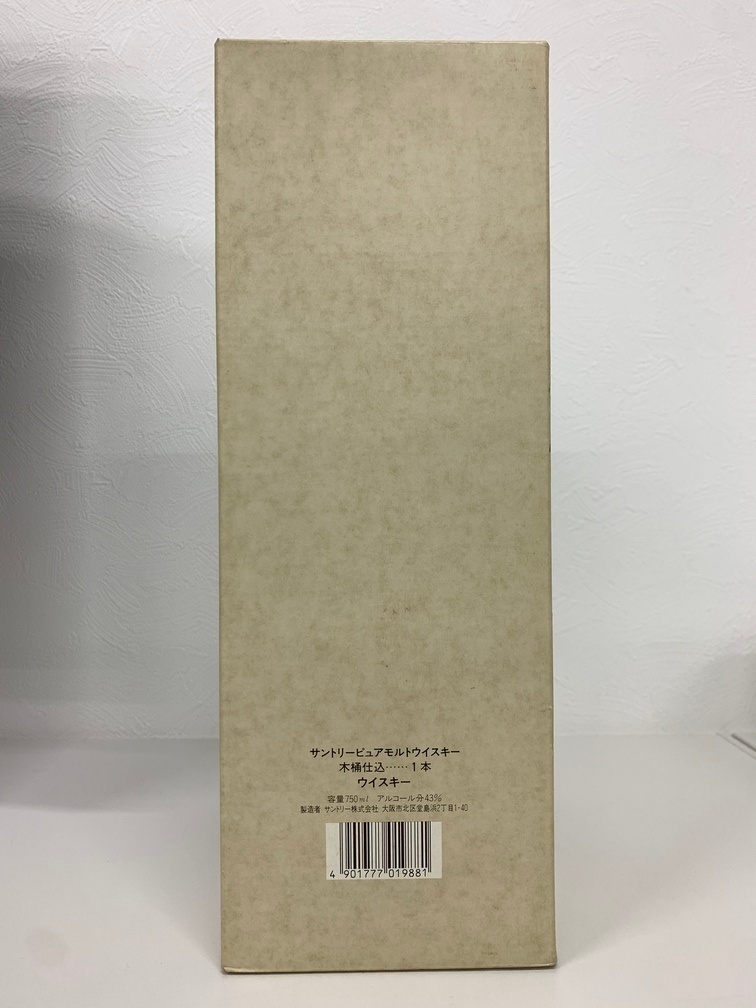 サントリーピュアモルトウイスキー
木桶仕込……1本
ウイスキー
容量750ml アルコール分43%
製造者 サントリー株式会社 大阪市北区堂島浜2丁目1-40
4 901777 019881